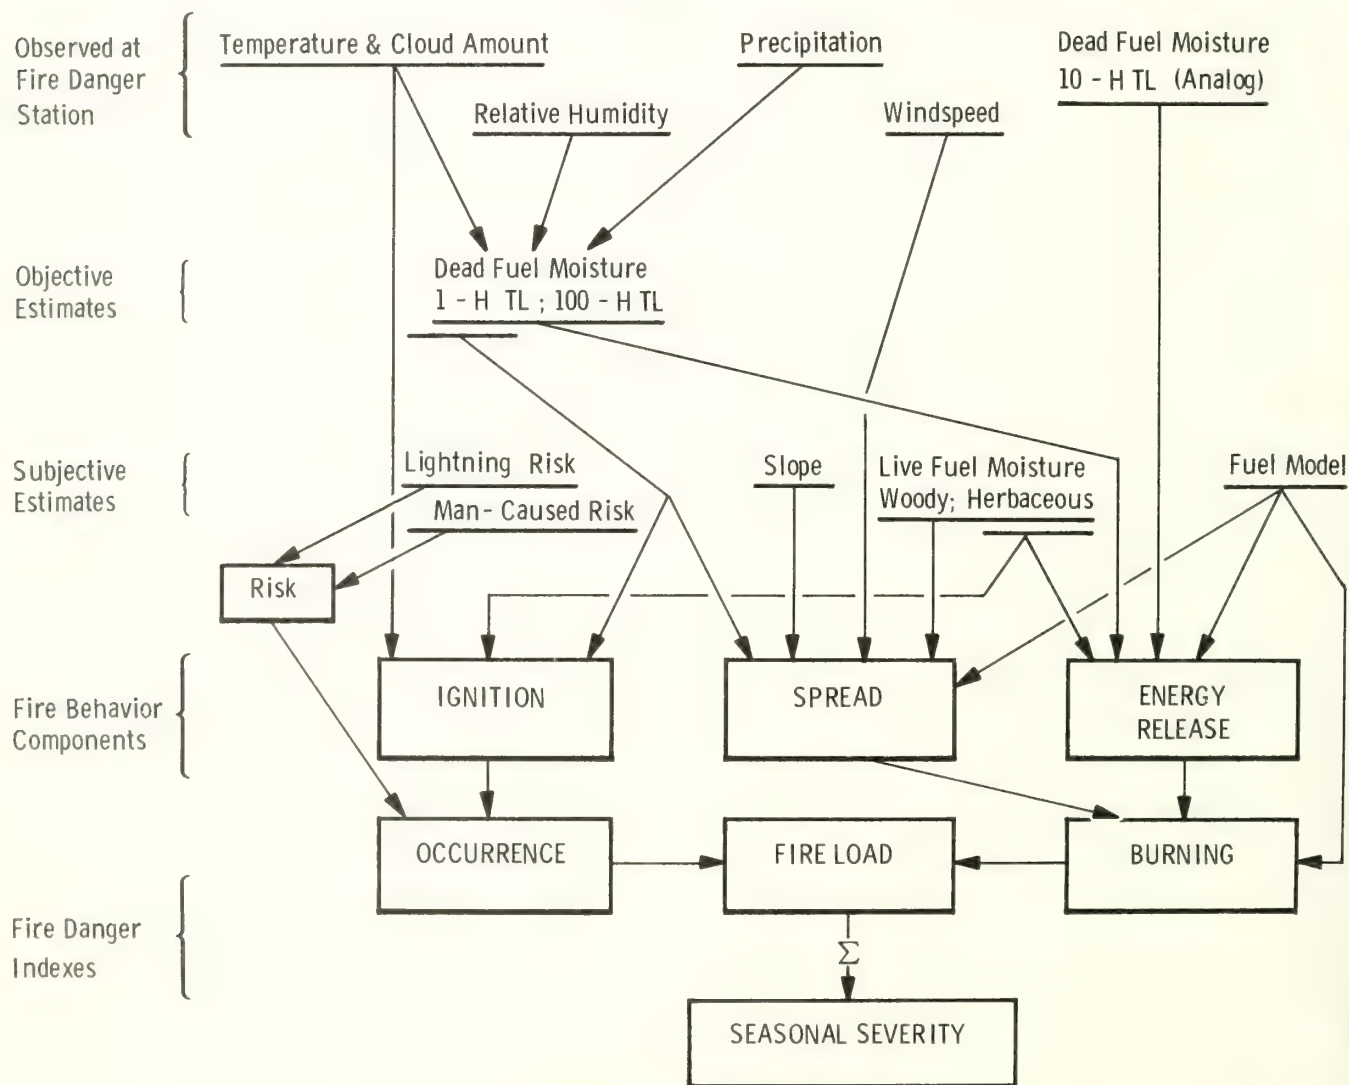 Observed at
Fire Danger
Station
Temperature & Cloud Amount
Precipitation
Dead Fuel Moisture
10 - H TL (Analog)
Relative Humidity
Windspeed
Objective
Estimates
Dead Fuel Moisture
1 - H TL ; 100 - H TL
Subjective
Estimates
Lightning Risk
Man - Caused Risk
Slope
Live Fuel Moisture
Woody; Herbaceous
Fuel Model
Risk
Fire Behavior
Components
IGNITION
SPREAD
ENERGY
RELEASE
OCCURRENCE
FIRE LOAD
BURNING
Fire Danger
Indexes
Σ
SEASONAL SEVERITY